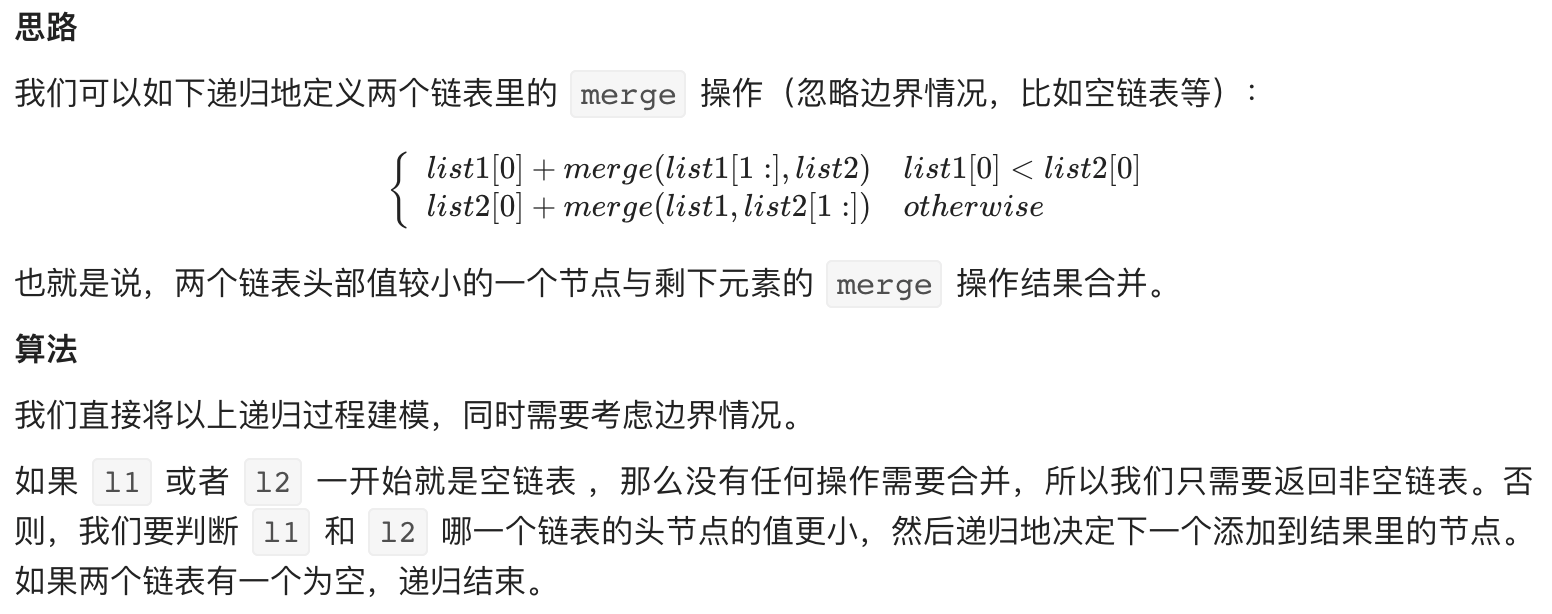 思路
我们可以如下递归地定义两个链表里的 merge 操作（忽略边界情况，比如空链表等）：
{ list1[0] + merge(list1[1 :], list2) list1[0] < list2[0]
list2[0] + merge(list1, list2[1 :]) otherwise
也就是说，两个链表头部值较小的一个节点与剩下元素的 merge 操作结果合并。
算法
我们直接将以上递归过程建模，同时需要考虑边界情况。
如果 l1 或者 l2 一开始就是空链表 ，那么没有任何操作需要合并，所以我们只需要返回非空链表。否
则，我们要判断 l1 和 l2 哪一个链表的头节点的值更小，然后递归地决定下一个添加到结果里的节点。
如果两个链表有一个为空，递归结束。